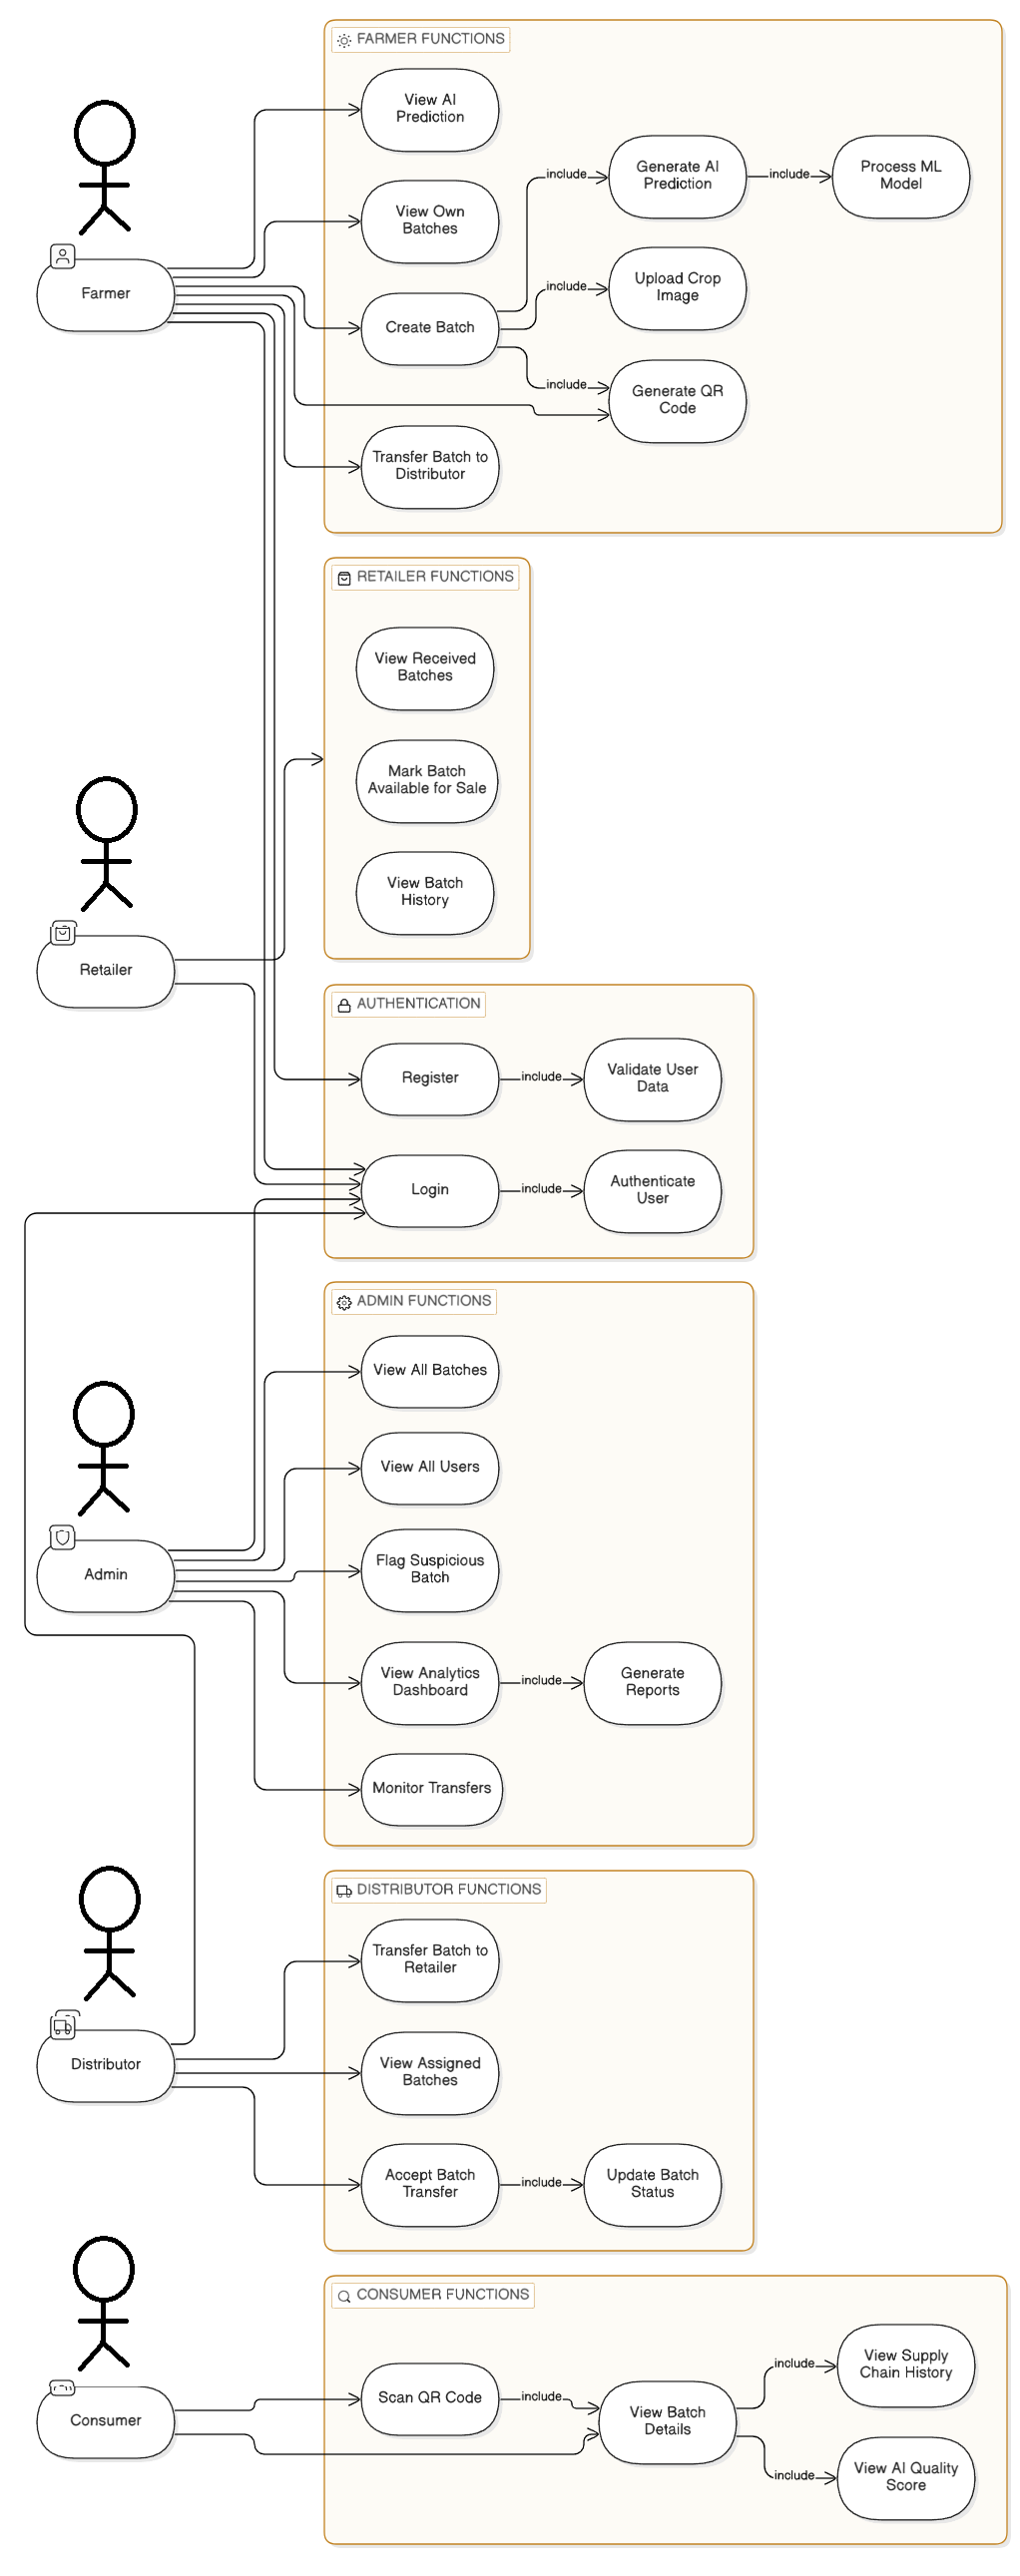 FARMER FUNCTIONS
View AI
Prediction
include
Generate AI
Prediction
include
Process ML
Model
View Own
Batches
Farmer
include
Upload Crop
Image
Create Batch
include
Generate QR
Code
Transfer Batch to
Distributor
RETAILER FUNCTIONS
View Received
Batches
Mark Batch
Available for Sale
View Batch
History
Retailer
AUTHENTICATION
Register
include
Validate User
Data
Login
include
Authenticate
User
ADMIN FUNCTIONS
View All Batches
View All Users
Flag Suspicious
Batch
Admin
View Analytics
Dashboard
include
Generate
Reports
Monitor Transfers
DISTRIBUTOR FUNCTIONS
Transfer Batch to
Retailer
Distributor
View Assigned
Batches
Accept Batch
Transfer
include
Update Batch
Status
CONSUMER FUNCTIONS
include
View Supply
Chain History
Scan QR Code
include
View Batch
Details
Consumer
include
View AI Quality
Score